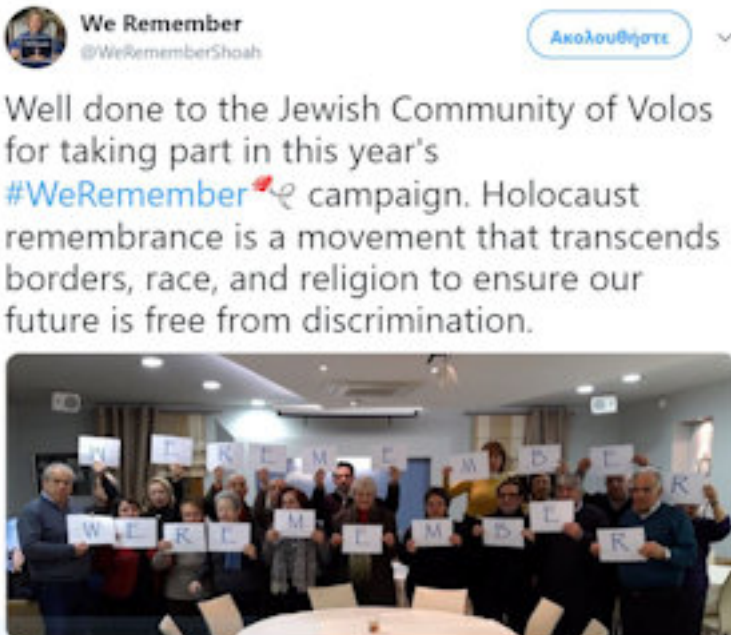 We Remember
@WeRememberShoah
Ακολουθήστε
Well done to the Jewish Community of Volos
for taking part in this year's
#WeRemember campaign. Holocaust
remembrance is a movement that transcends
borders, race, and religion to ensure our
future is free from discrimination.
W E R E M E M B E R
W E R E M E M B E R